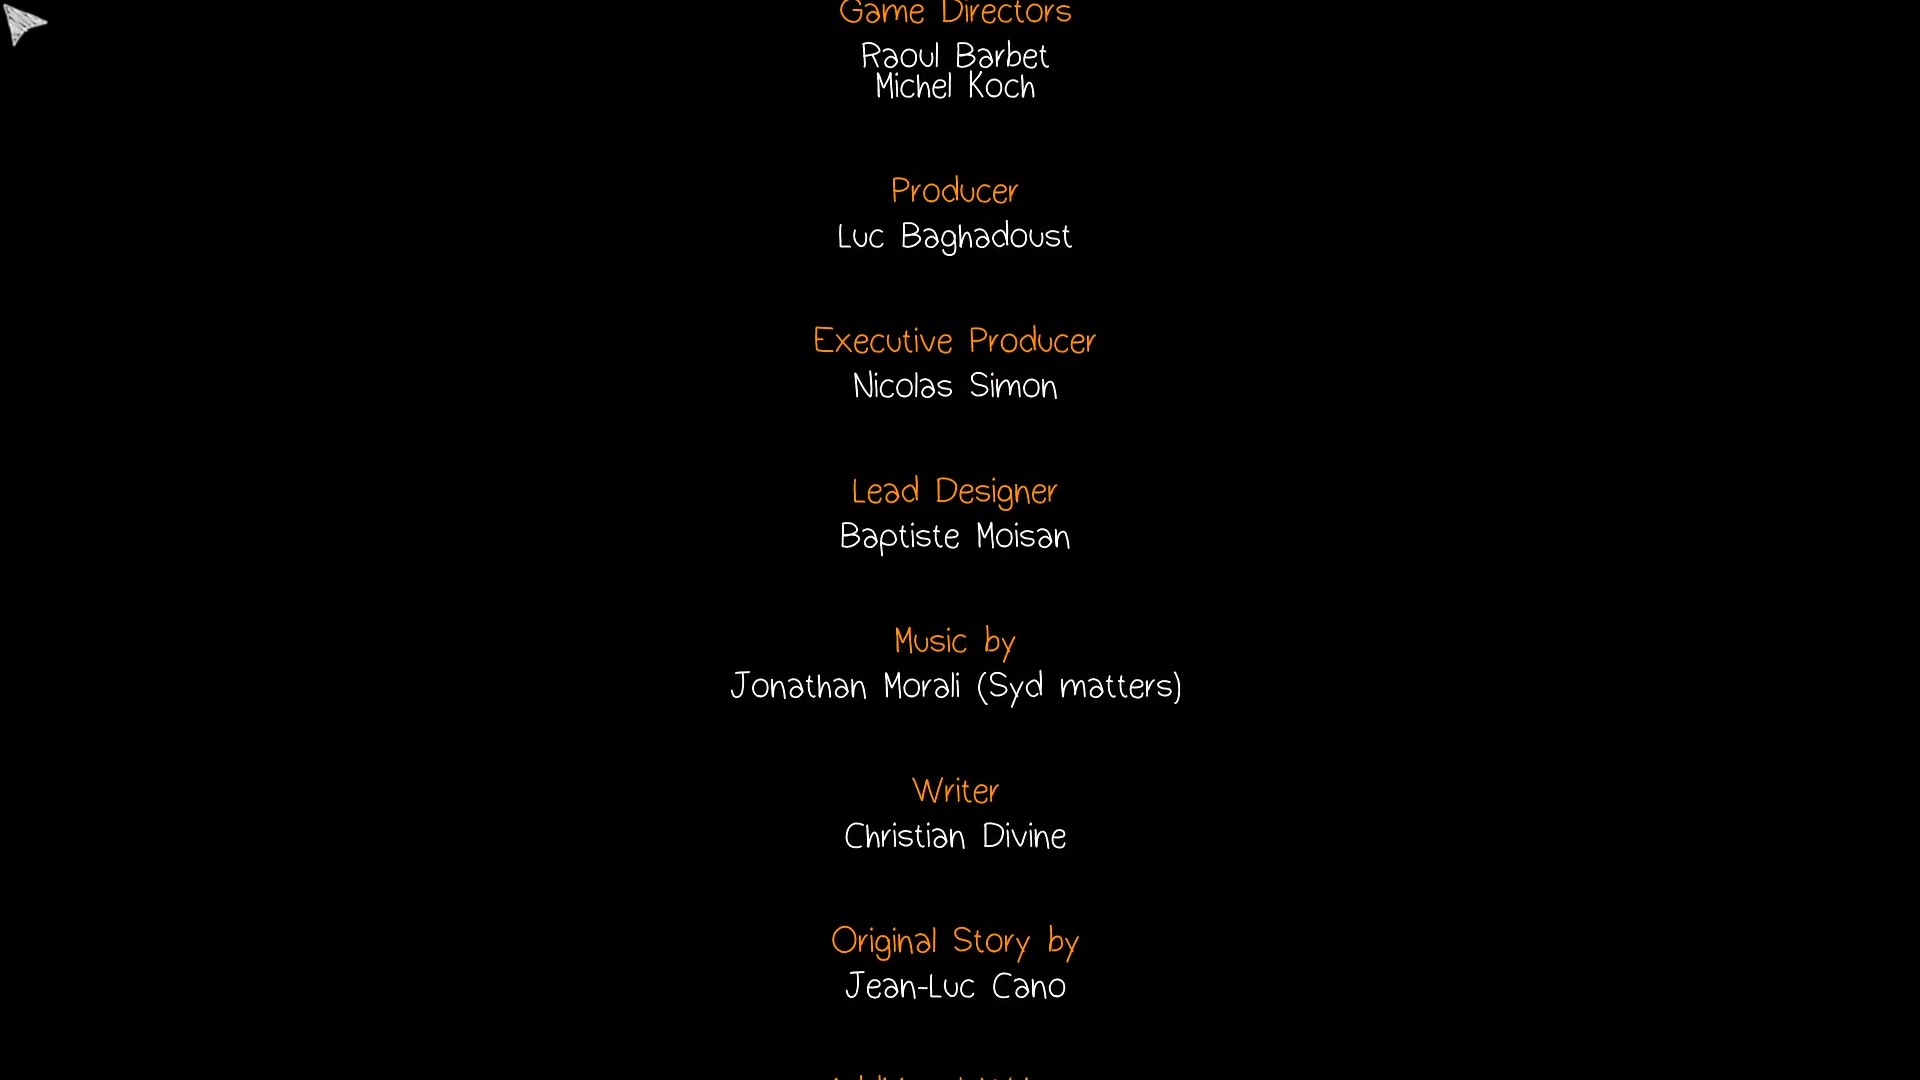 Game Directors
Raoul Barbet
Michel Koch
Producer
Luc Baghadoust
Executive Producer
Nicolas Simon
Lead Designer
Baptiste Moisan
Music by
Jonathan Morali (Syd matters)
Writer
Christian Divine
Original Story by
Jean-Luc Cano